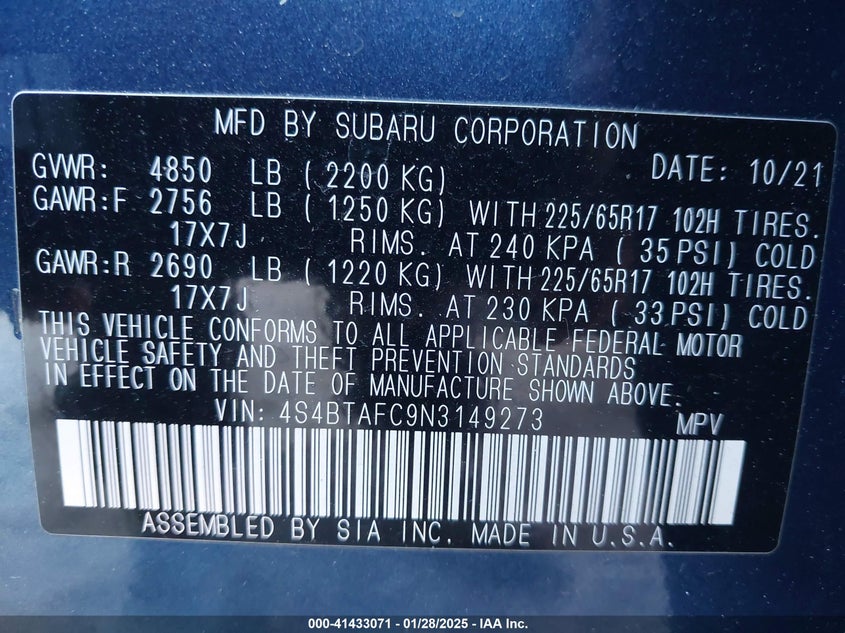 MFD BY SUBARU CORPORATION
GVWR: 4850 LB ( 2200 KG) DATE: 10/21
GAWR:F 2756 LB ( 1250 KG) WITH 225/65R17 102H TIRES.
17X7J RIMS. AT 240 KPA ( 35 PSI) COLD
GAWR:R 2690 LB ( 1220 KG) WITH 225/65R17 102H TIRES.
17X7J RIMS. AT 230 KPA ( 33 PSI) COLD
THIS VEHICLE CONFORMS TO ALL APPLICABLE FEDERAL MOTOR
VEHICLE SAFETY AND THEFT PREVENTION STANDARDS
IN EFFECT ON THE DATE OF MANUFACTURE SHOWN ABOVE.
VIN: 4S4BTAFC9N3149273 MPV
ASSEMBLED BY SIA INC. MADE IN U.S.A.
000-41433071 - 01/28/2025 - IAA Inc.